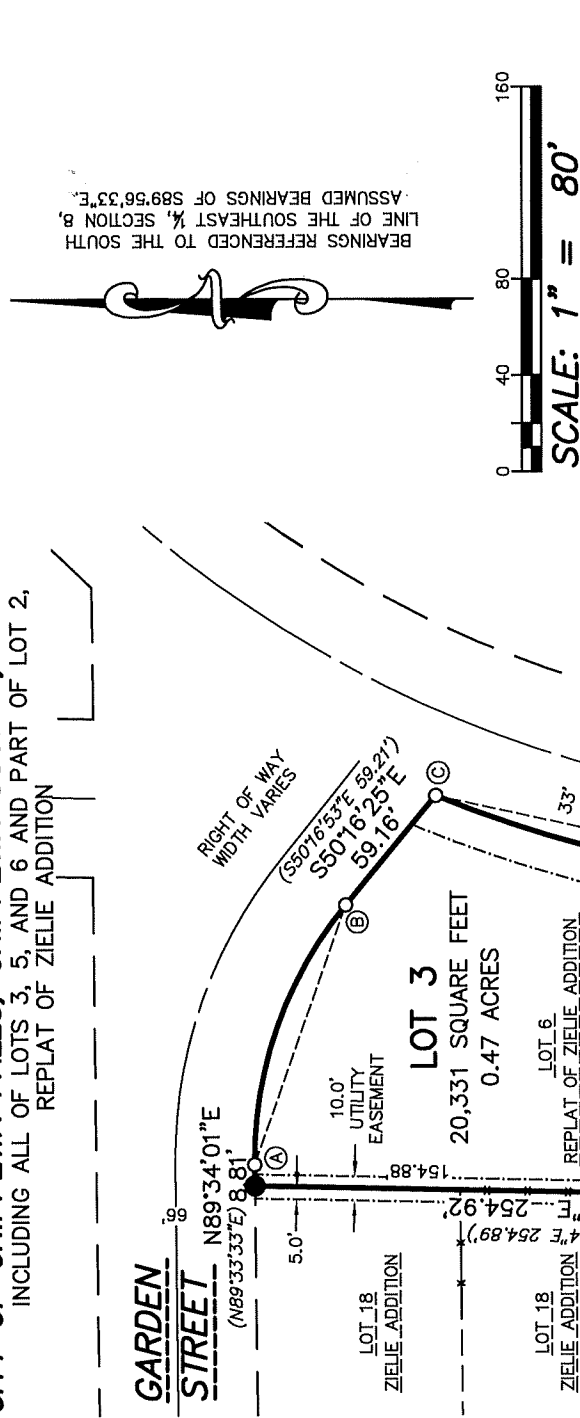 INCLUDING ALL OF LOTS 3, 5, AND 6 AND PART OF LOT 2,
REPLAT OF ZIELIE ADDITION
BEARINGS REFERENCED TO THE SOUTH
LINE OF THE SOUTHEAST ¼, SECTION 8,
ASSUMED BEARINGS OF S89°56'33"E.
0 40 80 160
SCALE: 1" = 80'
RIGHT OF WAY
WIDTH VARIES
GARDEN
STREET
66'
N89°34'01"E
8.81'
(N89°33'33"E)
(S50°16'53"E 59.21')
S50°16'25"E
59.16'
A
B
C
33'
5.0'
10.0'
UTILITY
EASEMENT
LOT 3
20,331 SQUARE FEET
0.47 ACRES
154.88'
"E 254.92'
4"E 254.89')
LOT 18
ZIELIE ADDITION
LOT 18
ZIELIE ADDITION
LOT 6
REPLAT OF ZIELIE ADDITION